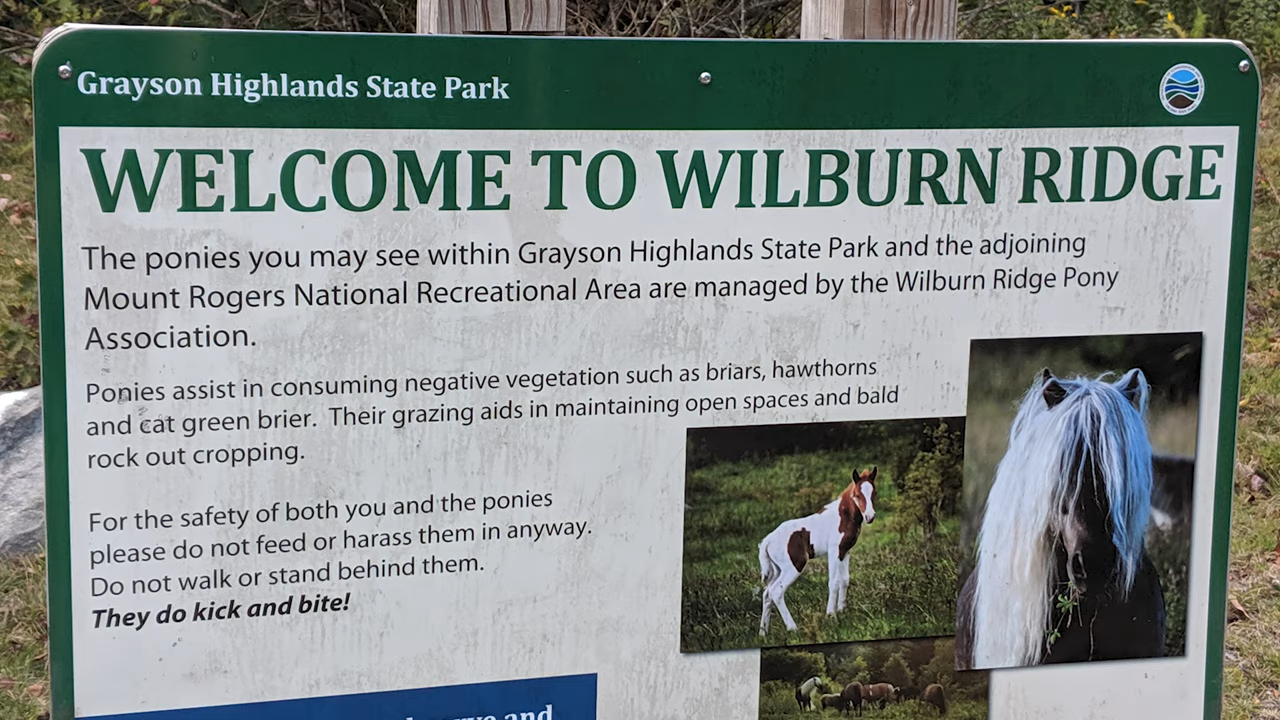 Grayson Highlands State Park
WELCOME TO WILBURN RIDGE
The ponies you may see within Grayson Highlands State Park and the adjoining
Mount Rogers National Recreational Area are managed by the Wilburn Ridge Pony
Association.
Ponies assist in consuming negative vegetation such as briars, hawthorns
and cat green brier. Their grazing aids in maintaining open spaces and bald
rock out cropping.
For the safety of both you and the ponies
please do not feed or harass them in anyway.
Do not walk or stand behind them.
They do kick and bite!
and